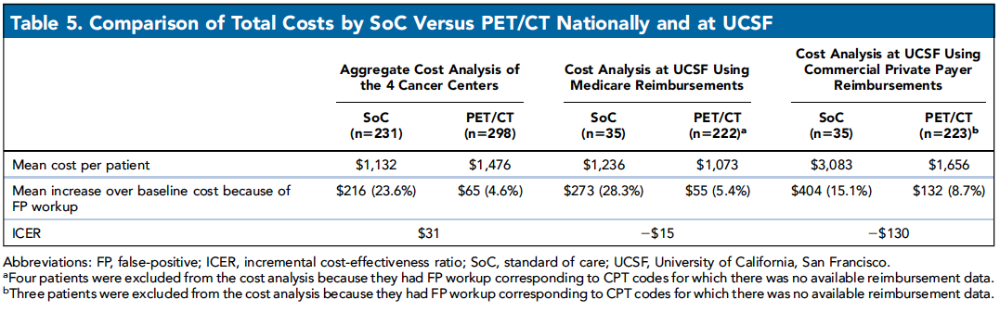 Table 5. Comparison of Total Costs by SoC Versus PET/CT Nationally and at UCSF
Aggregate Cost Analysis of the 4 Cancer Centers
Cost Analysis at UCSF Using Medicare Reimbursements
Cost Analysis at UCSF Using Commercial Private Payer Reimbursements
SoC (n=231) PET/CT (n=298) SoC (n=35) PET/CT (n=222)a SoC (n=35) PET/CT (n=223)b
Mean cost per patient $1,132 $1,476 $1,236 $1,073 $3,083 $1,656
Mean increase over baseline cost because of FP workup $216 (23.6%) $65 (4.6%) $273 (28.3%) $55 (5.4%) $404 (15.1%) $132 (8.7%)
ICER $31 −$15 −$130
Abbreviations: FP, false-positive; ICER, incremental cost-effectiveness ratio; SoC, standard of care; UCSF, University of California, San Francisco.
aFour patients were excluded from the cost analysis because they had FP workup corresponding to CPT codes for which there was no available reimbursement data.
bThree patients were excluded from the cost analysis because they had FP workup corresponding to CPT codes for which there was no available reimbursement data.